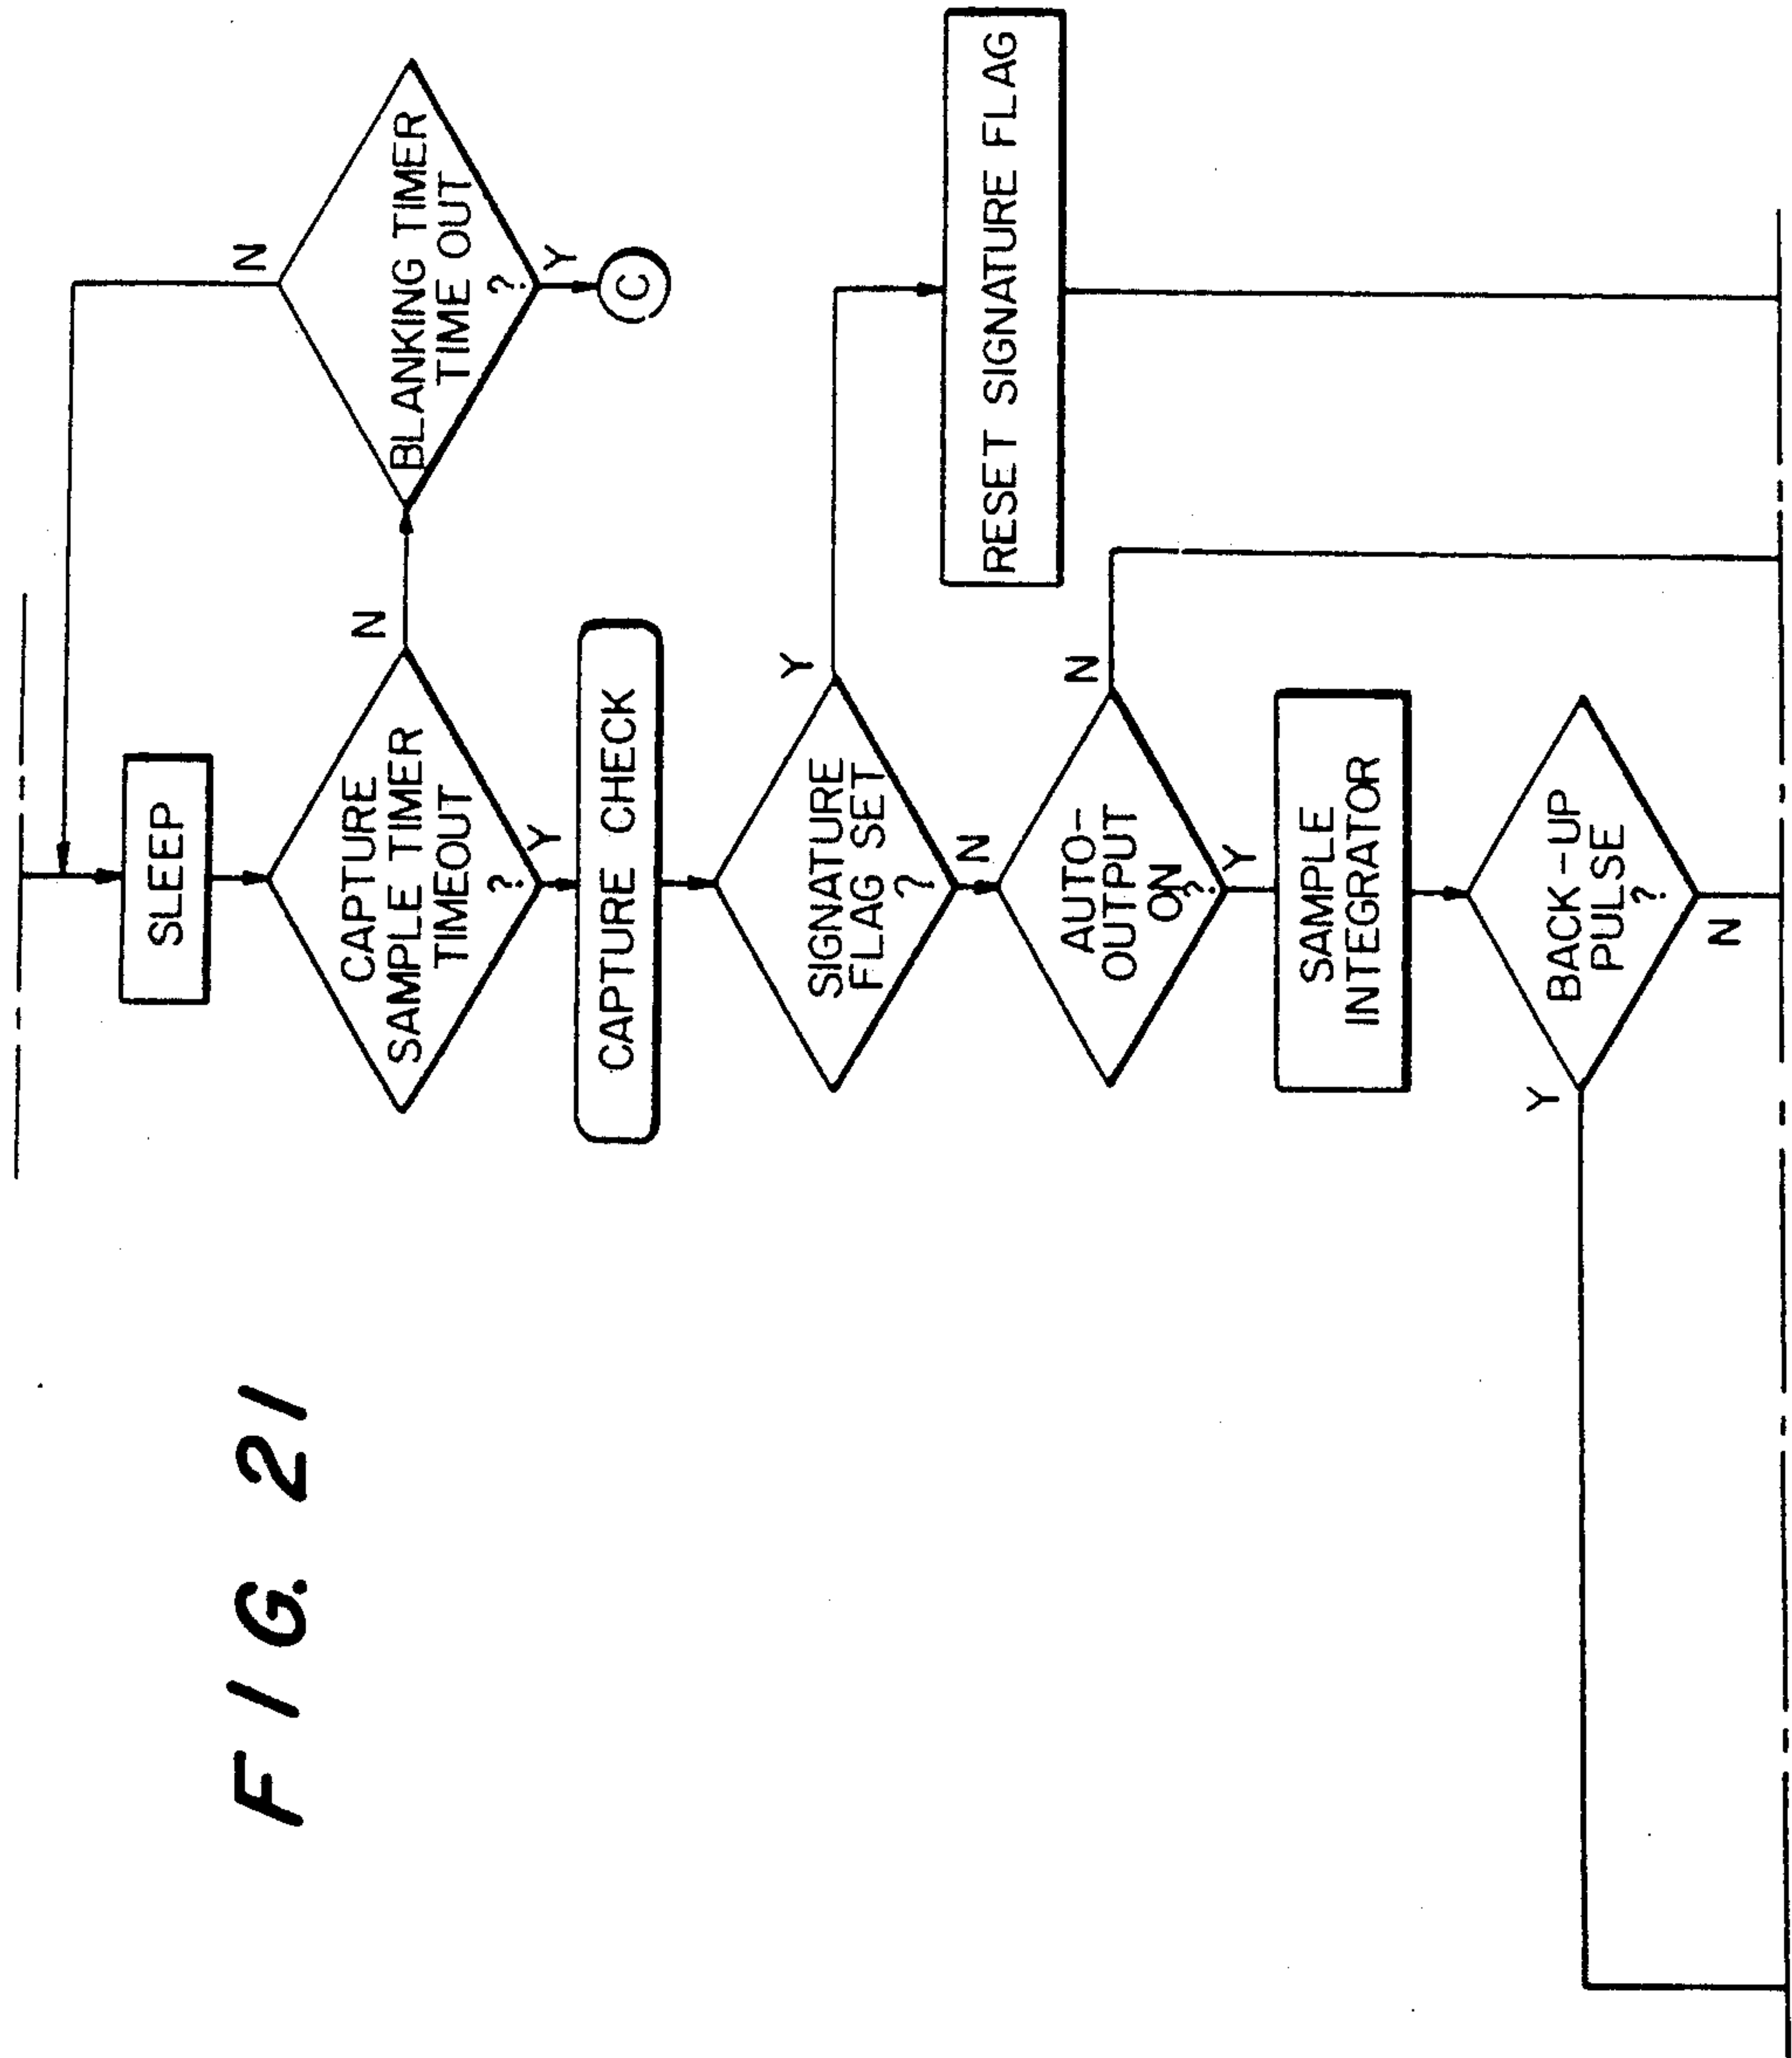 FIG. 21
SLEEP
CAPTURE
SAMPLE TIMER
TIMEOUT
?
N
Y
BLANKING TIMER
TIME OUT
?
N
Y
C
CAPTURE CHECK
SIGNATURE
FLAG SET
?
Y
N
RESET SIGNATURE FLAG
AUTO-
OUTPUT
ON
?
N
Y
SAMPLE
INTEGRATOR
BACK-UP
PULSE
?
Y
N